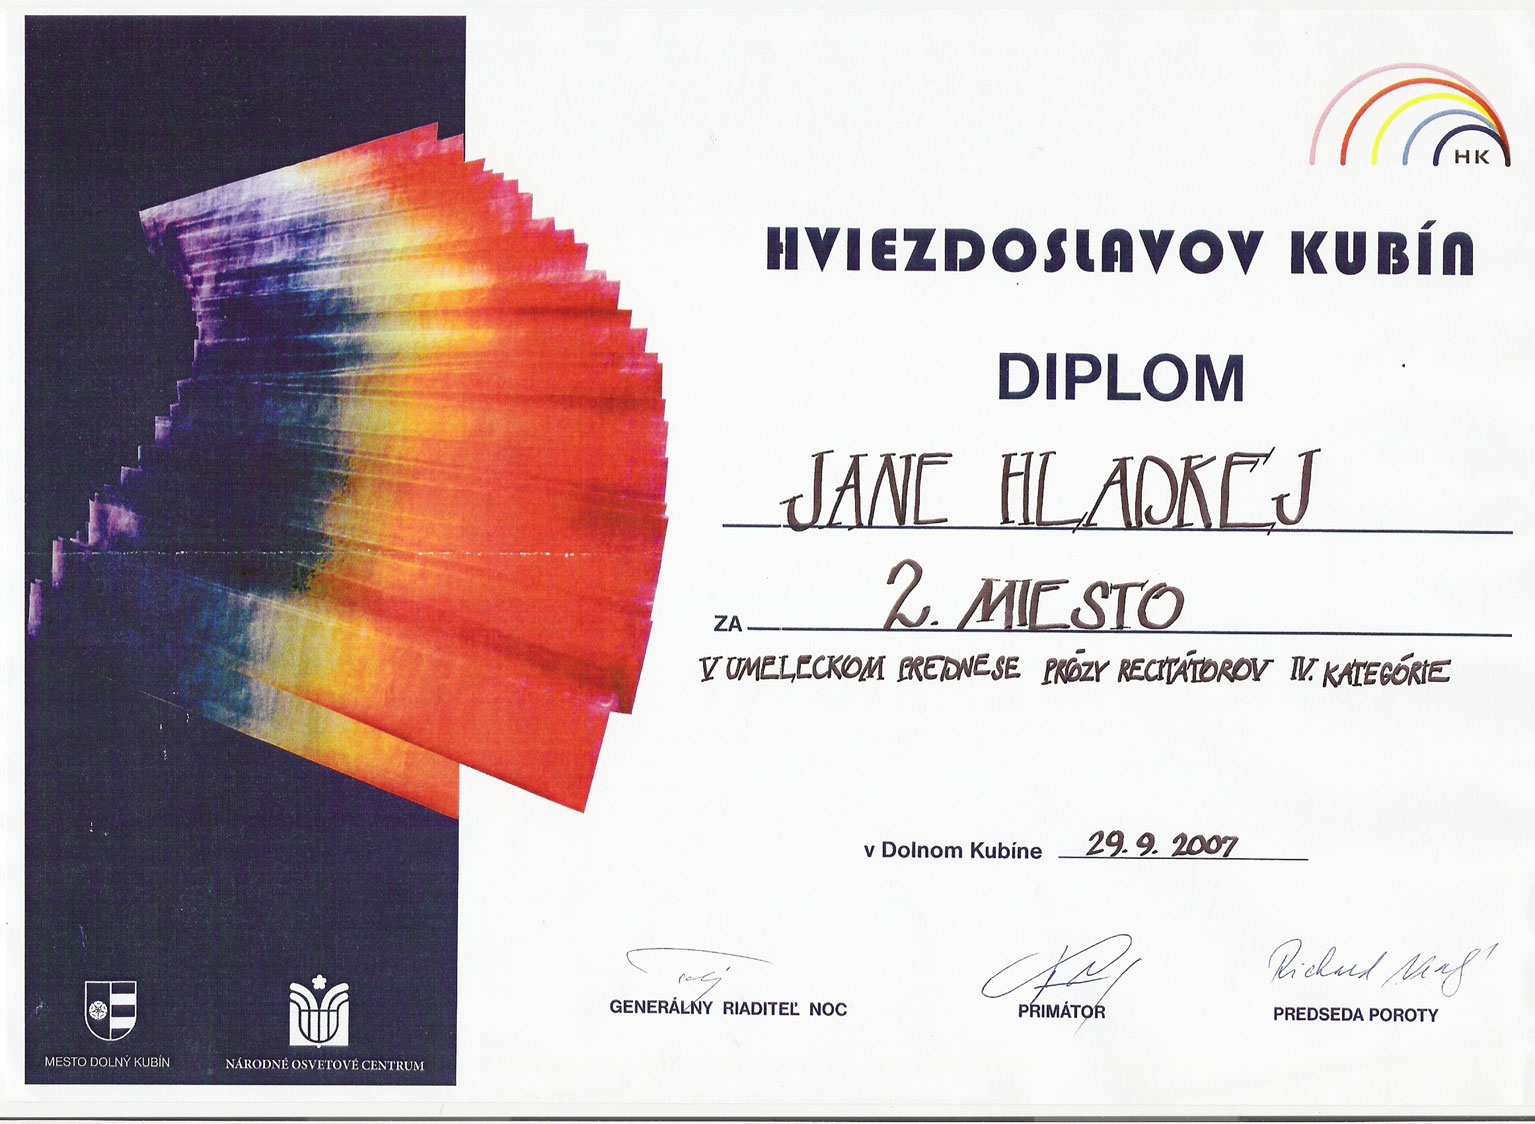 HK
HVIEZDOSLAVOV KUBÍN
DIPLOM
JANE HLADKEJ
ZA 2. MIESTO
V UMELECKOM PREDNESE PRÓZY RECITÁTOROV IV. KATEGÓRIE
v Dolnom Kubíne 29. 9. 2007
Richard
GENERÁLNY RIADITEĽ NOC PRIMÁTOR PREDSEDA POROTY
MESTO DOLNÝ KUBÍN NÁRODNÉ OSVETOVÉ CENTRUM